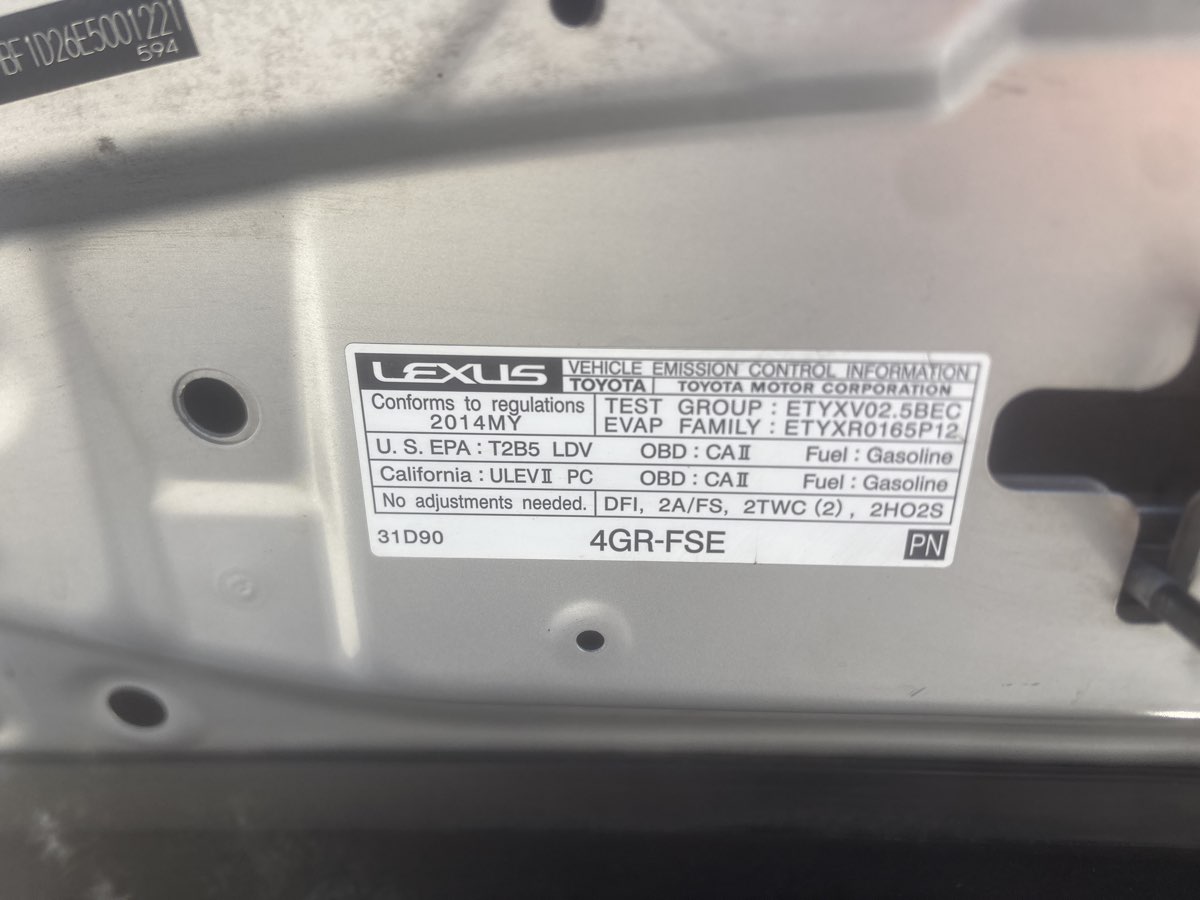 BF1D26E5001221
594
LEXUS
VEHICLE EMISSION CONTROL INFORMATION
TOYOTA TOYOTA MOTOR CORPORATION
Conforms to regulations
2014MY
TEST GROUP : ETYXV02.5BEC
EVAP FAMILY : ETYXR0165P12
U. S. EPA : T2B5 LDV OBD : CAⅡ Fuel : Gasoline
California : ULEVⅡ PC OBD : CAⅡ Fuel : Gasoline
No adjustments needed. DFI, 2A/FS, 2TWC (2) , 2HO2S
31D90 4GR-FSE PN